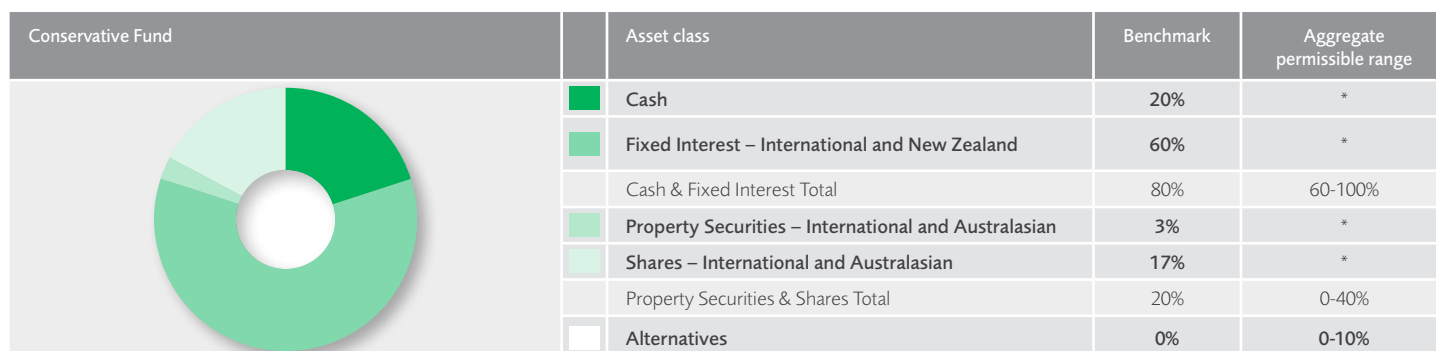 Conservative Fund Asset class Benchmark Aggregate
permissible range
Cash 20% *
Fixed Interest – International and New Zealand 60% *
Cash & Fixed Interest Total 80% 60-100%
Property Securities – International and Australasian 3% *
Shares – International and Australasian 17% *
Property Securities & Shares Total 20% 0-40%
Alternatives 0% 0-10%